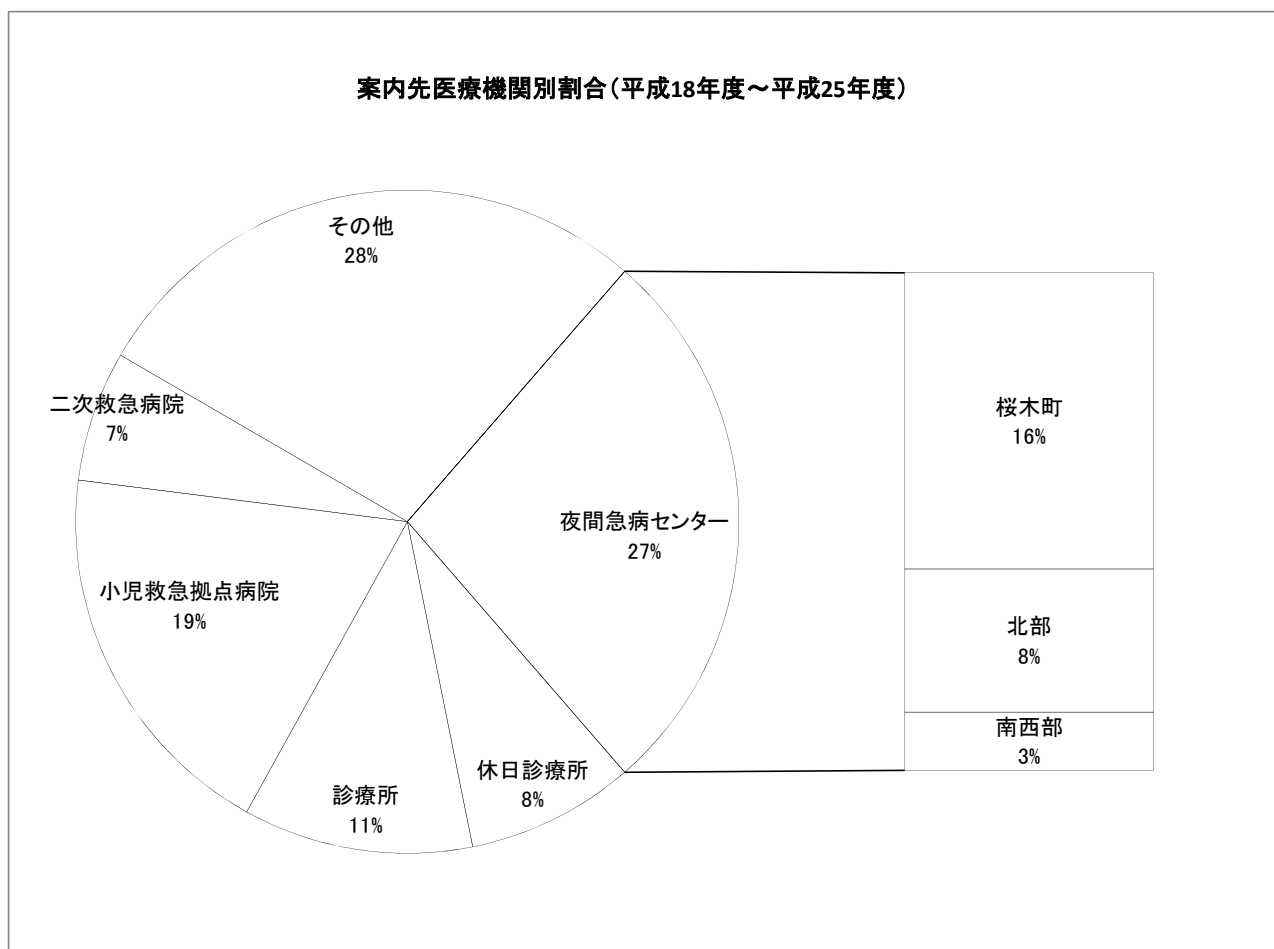 案内先医療機関別割合（平成18年度～平成25年度）
その他
28%
二次救急病院
7%
小児救急拠点病院
19%
診療所
11%
休日診療所
8%
夜間急病センター
27%
桜木町
16%
北部
8%
南西部
3%